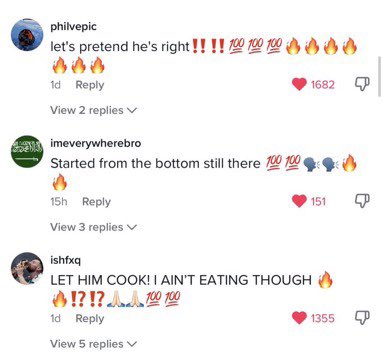 philvepic
let's pretend he's right‼️‼️💯💯💯🔥🔥🔥🔥
🔥🔥🔥
1d Reply 1682
View 2 replies
imeverywherebro
Started from the bottom still there 💯💯🗣️🗣️🔥
🔥
15h Reply 151
View 3 replies
ishfxq
LET HIM COOK! I AIN'T EATING THOUGH 🔥
🔥⁉️⁉️🙏🏻🙏🏻💯💯
1d Reply 1355
View 5 replies